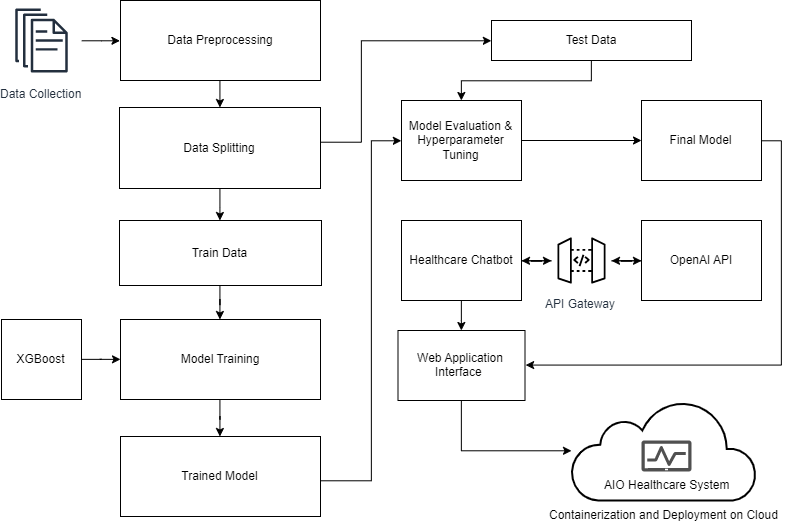 Data Collection
Data Preprocessing
Test Data
Data Splitting
Model Evaluation &
Hyperparameter
Tuning
Final Model
Train Data
Healthcare Chatbot
</>
API Gateway
OpenAI API
XGBoost
Model Training
Web Application
Interface
Trained Model
AIO Healthcare System
Containerization and Deployment on Cloud